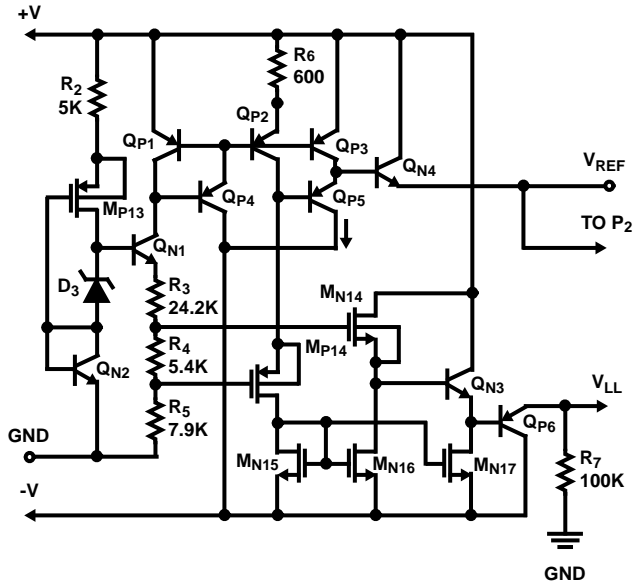 +V
R6
600
R2
5K
QP2
QP1
QP3
QN4
VREF
MP13
QP4
QP5
TO P2
QN1
D3
R3
24.2K
MN14
MP14
R4
5.4K
QN2
QN3
VLL
R5
7.9K
QP6
GND
MN15
MN16
MN17
R7
100K
-V
GND